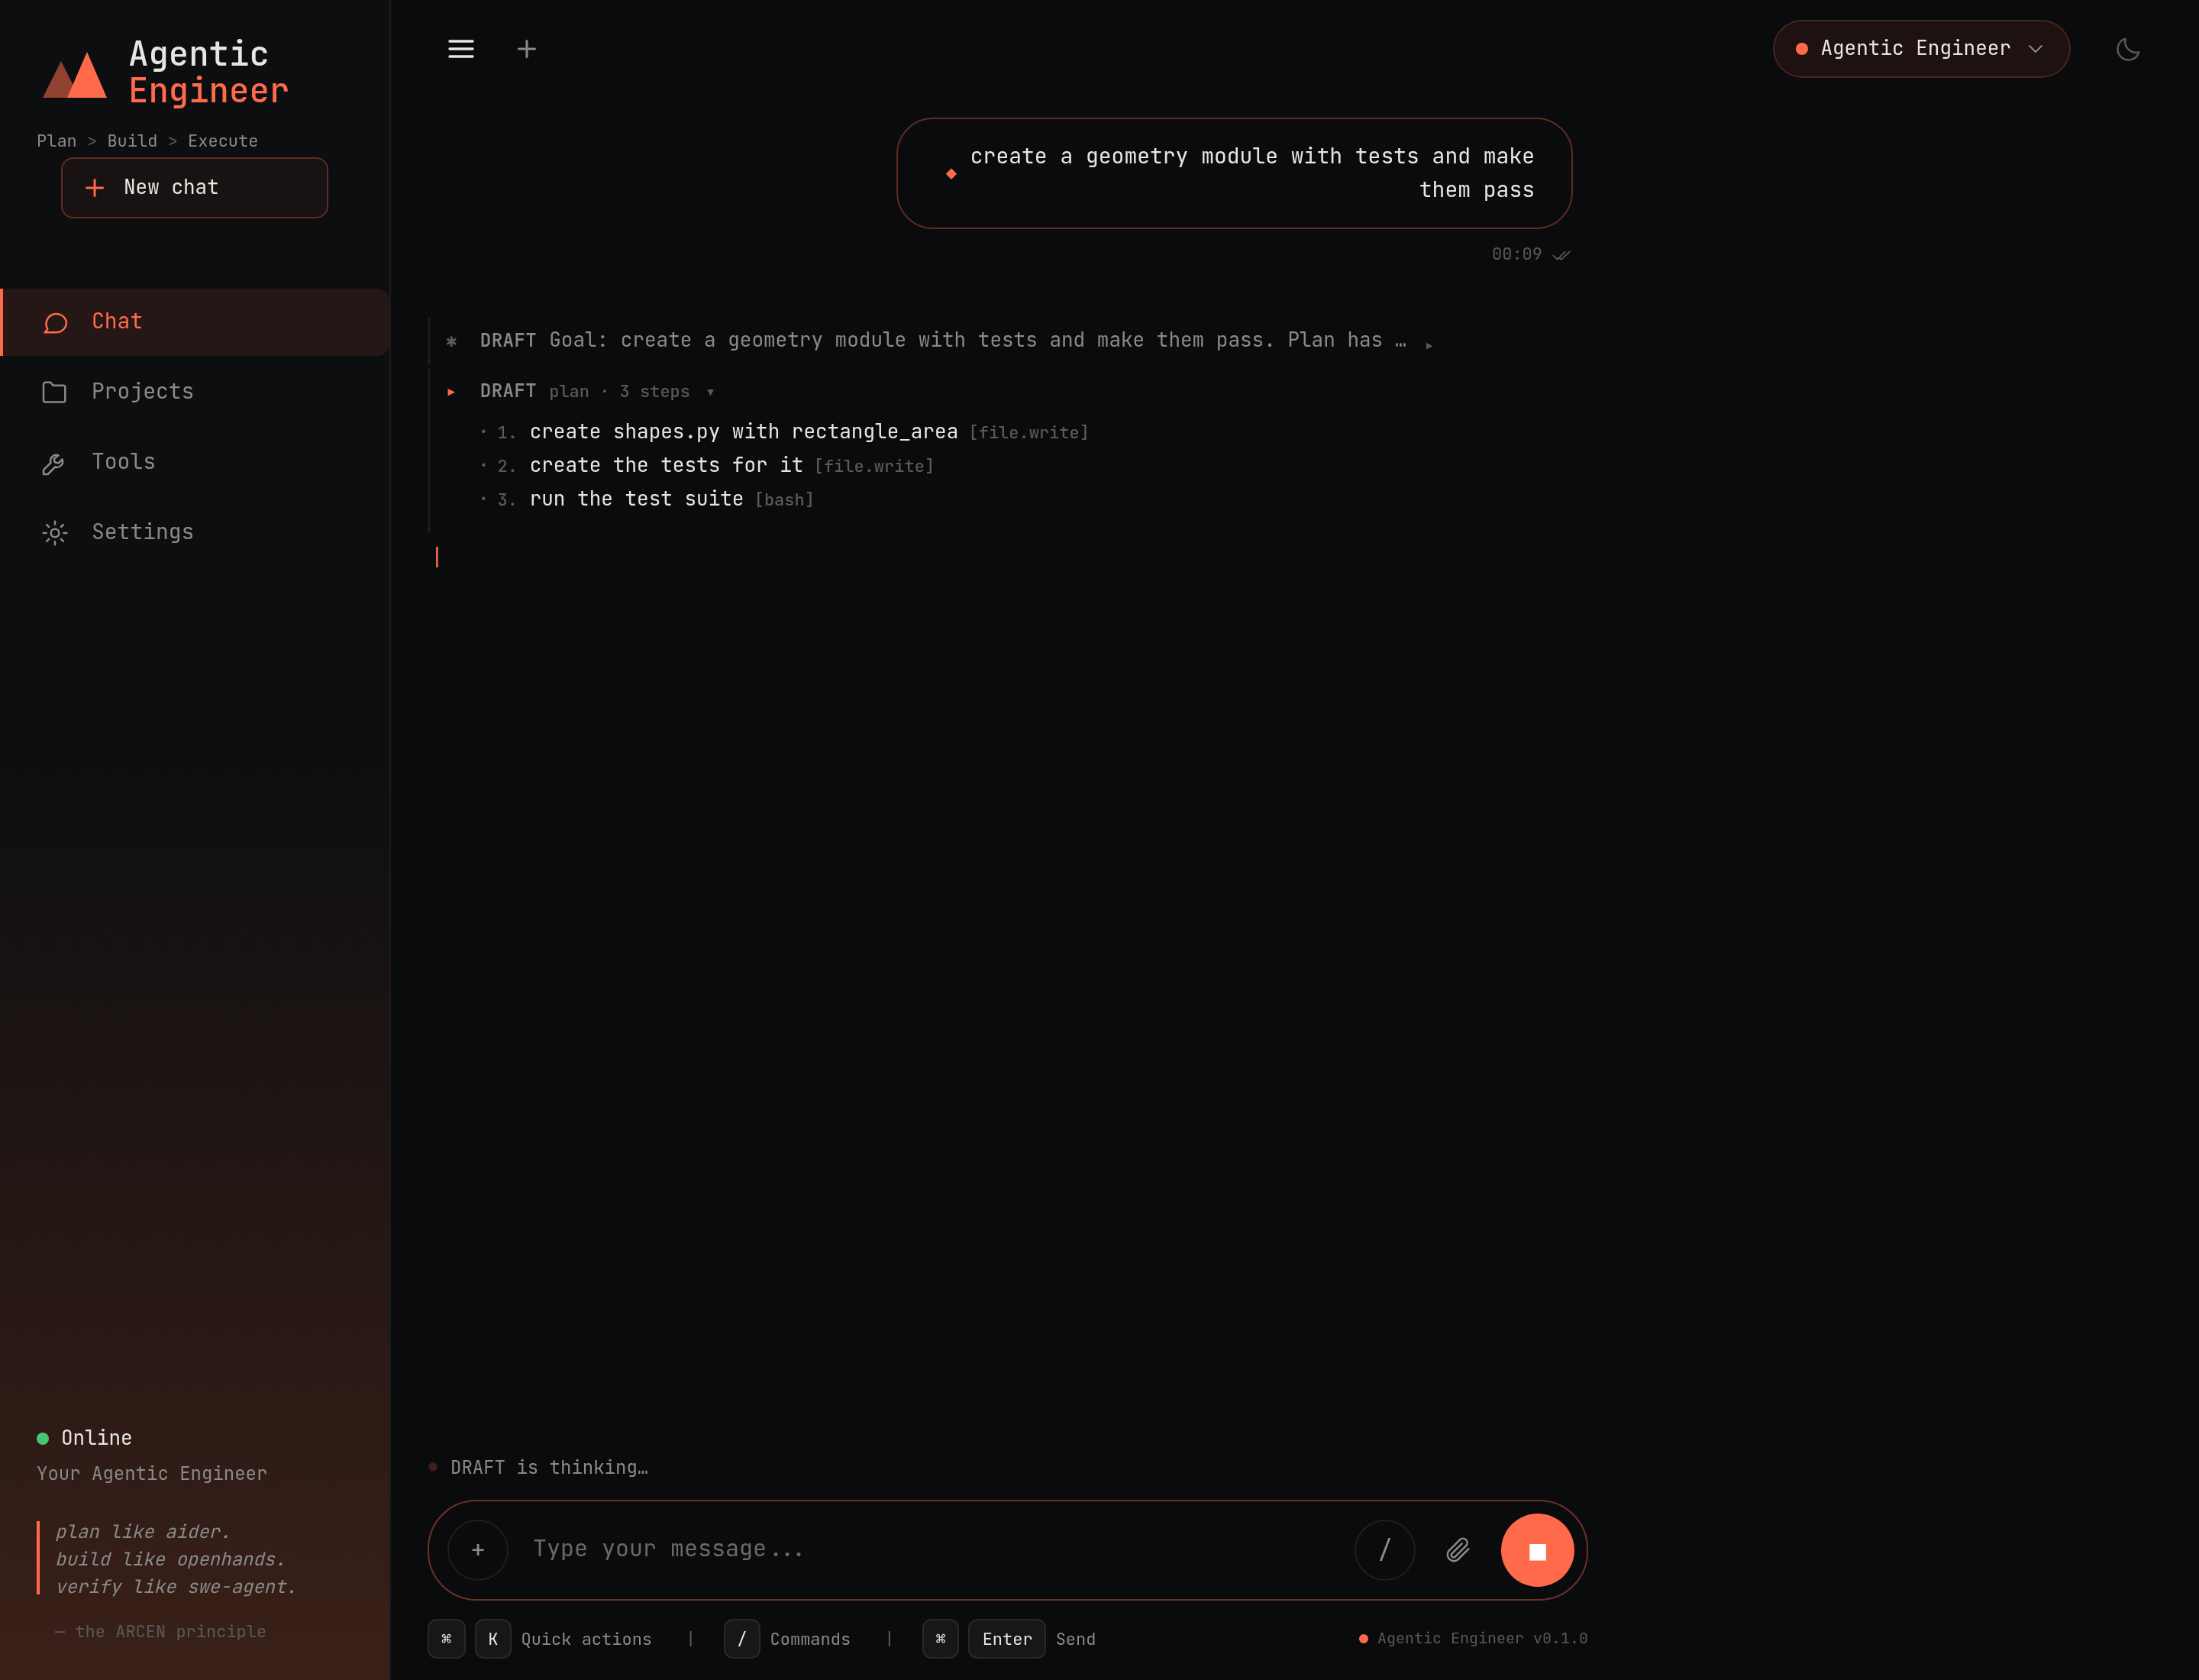 Agentic
Engineer
Plan > Build > Execute
New chat
Chat
Projects
Tools
Settings
Online
Your Agentic Engineer
plan like aider.
build like openhands.
verify like swe-agent.
— the ARCEN principle
Agentic Engineer
create a geometry module with tests and make
them pass
00:09
DRAFT Goal: create a geometry module with tests and make them pass. Plan has …
DRAFT plan · 3 steps
· 1. create shapes.py with rectangle_area [file.write]
· 2. create the tests for it [file.write]
· 3. run the test suite [bash]
DRAFT is thinking…
+ Type your message... /
⌘ K Quick actions | / Commands | ⌘ Enter Send
Agentic Engineer v0.1.0